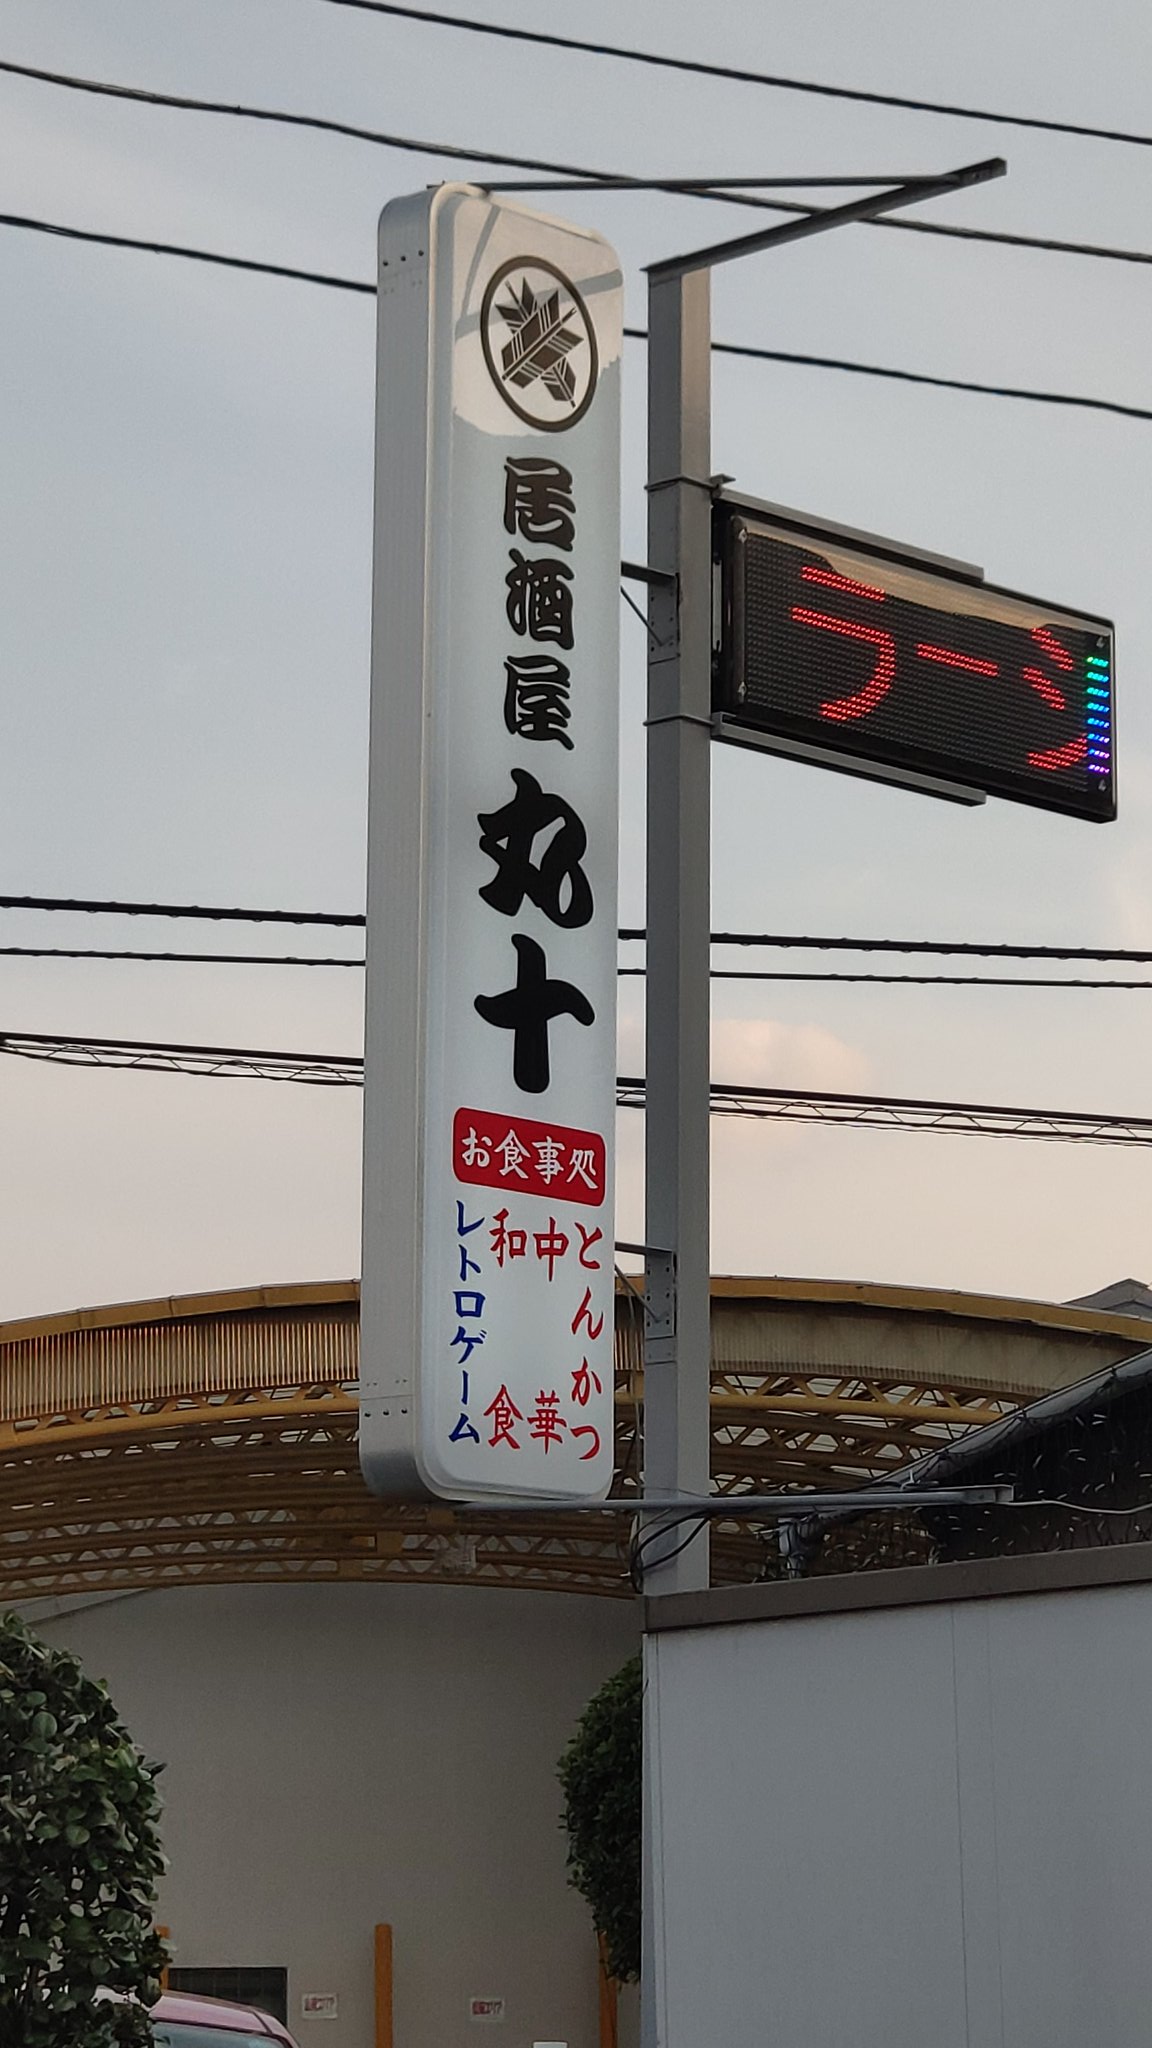 居酒屋 丸十
お食事処
とんかつ
中華
和食
レトロゲーム
ラーン